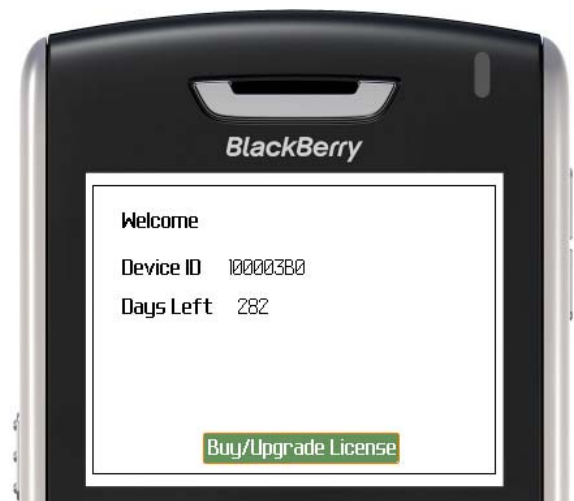 BlackBerry
Welcome
Device ID 100003B0
Days Left 282
Buy/Upgrade License